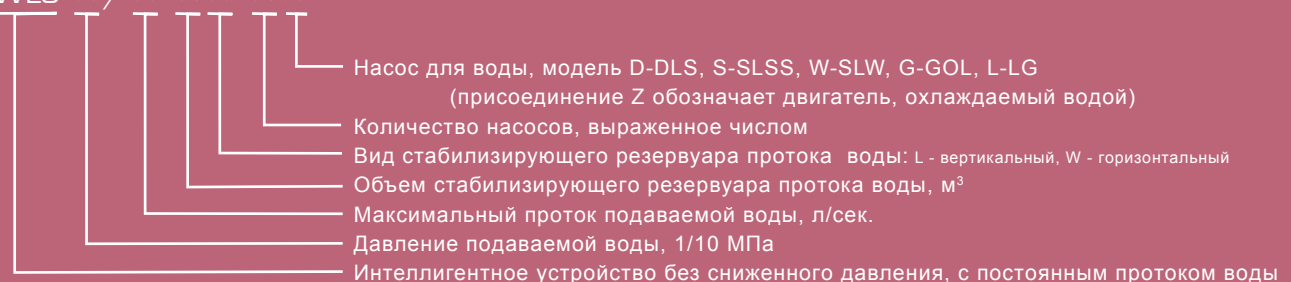 Насос для воды, модель D-DLS, S-SLSS, W-SLW, G-GOL, L-LG
(присоединение Z обозначает двигатель, охлаждаемый водой)
Количество насосов, выраженное числом
Вид стабилизирующего резервуара протока воды: L - вертикальный, W - горизонтальный
Объем стабилизирующего резервуара протока воды, м³
Максимальный проток подаваемой воды, л/сек.
Давление подаваемой воды, 1/10 МПа
Интеллигентное устройство без сниженного давления, с постоянным протоком воды